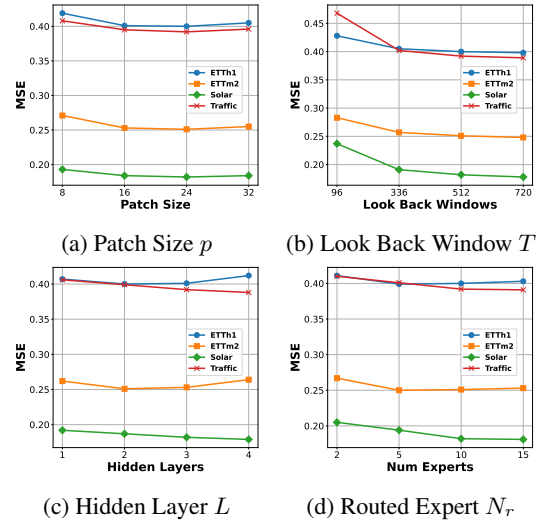 0.40
0.35
0.30
0.25
0.20
MSE
ETTh1
ETTm2
Solar
Traffic
8 16 24 32
Patch Size
(a) Patch Size p
0.45
0.40
0.35
0.30
0.25
0.20
MSE
ETTh1
ETTm2
Solar
Traffic
96 336 512 720
Look Back Windows
(b) Look Back Window T
0.40
0.35
0.30
0.25
0.20
MSE
ETTh1
ETTm2
Solar
Traffic
1 2 3 4
Hidden Layers
(c) Hidden Layer L
0.40
0.35
0.30
0.25
0.20
MSE
ETTh1
ETTm2
Solar
Traffic
2 5 10 15
Num Experts
(d) Routed Expert Nr